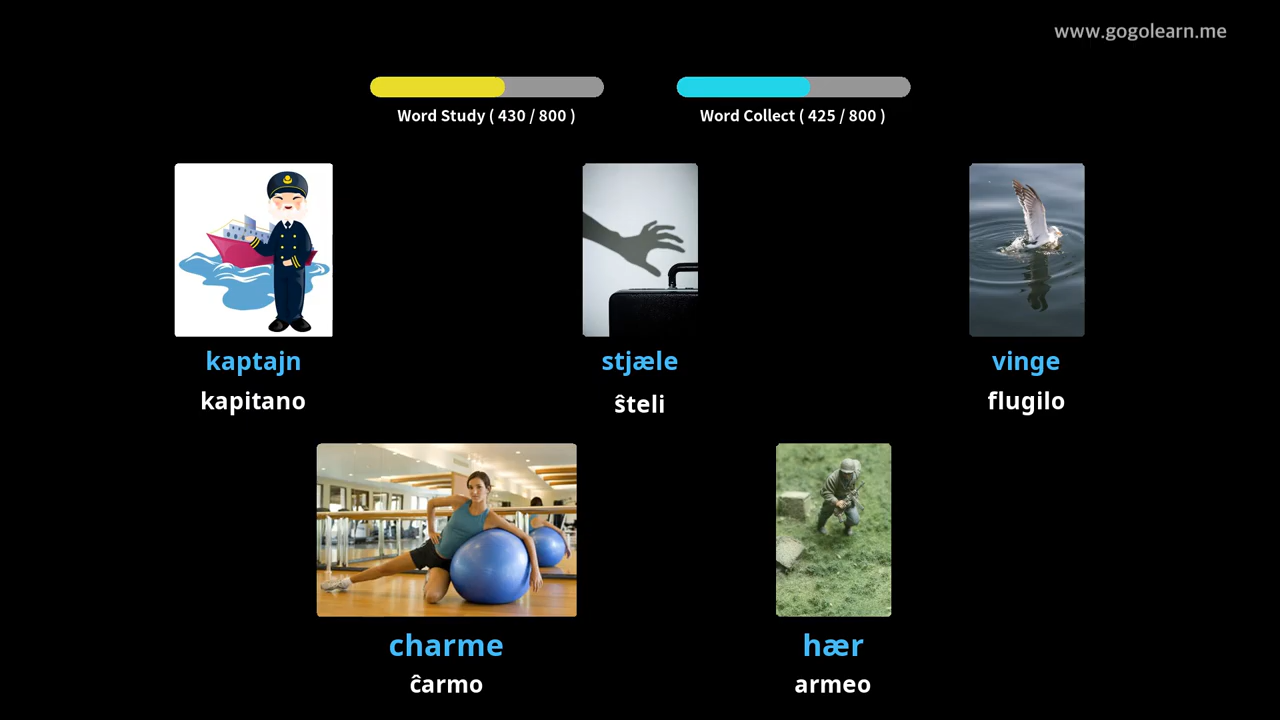 www.gogolearn.me
Word Study ( 430 / 800 )
Word Collect ( 425 / 800 )
kaptajn
kapitano
stjæle
ŝteli
vinge
flugilo
charme
ĉarmo
hær
armeo